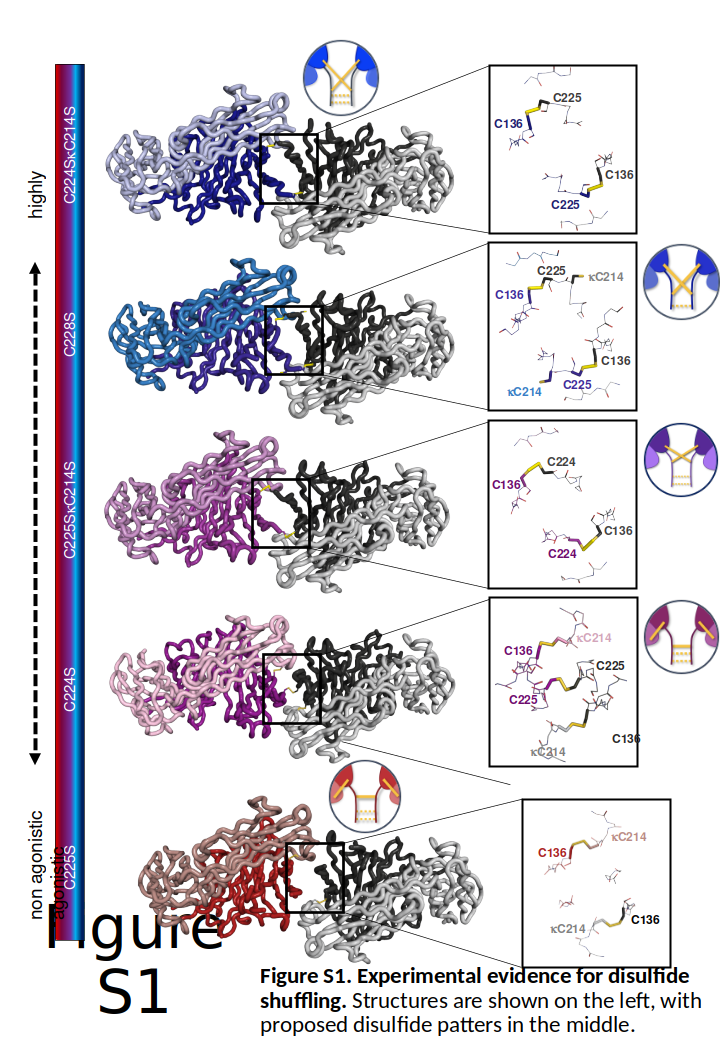 C224SκC214S
highly
C225
C136
C136
C225
C228S
C225
κC214
C136
C136
κC214
C225
C225SκC214S
C224
C136
C136
C224
C224S
κC214
C136
C225
C225
κC214
C136
non agonistic
agonistic
C225S
κC214
C136
κC214
C136
Figure
S1
Figure S1. Experimental evidence for disulfide
shuffling. Structures are shown on the left, with
proposed disulfide patters in the middle.